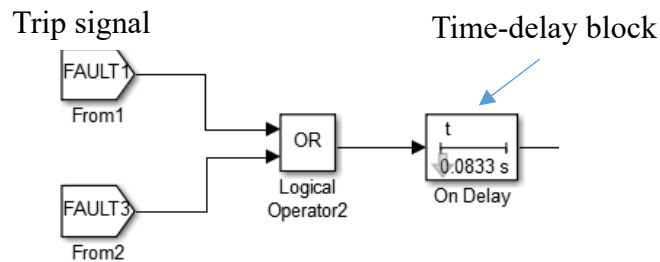 Trip signal
Time-delay block
FAULT1
From1
OR
Logical
Operator2
t
0.0833 s
On Delay
FAULT3
From2